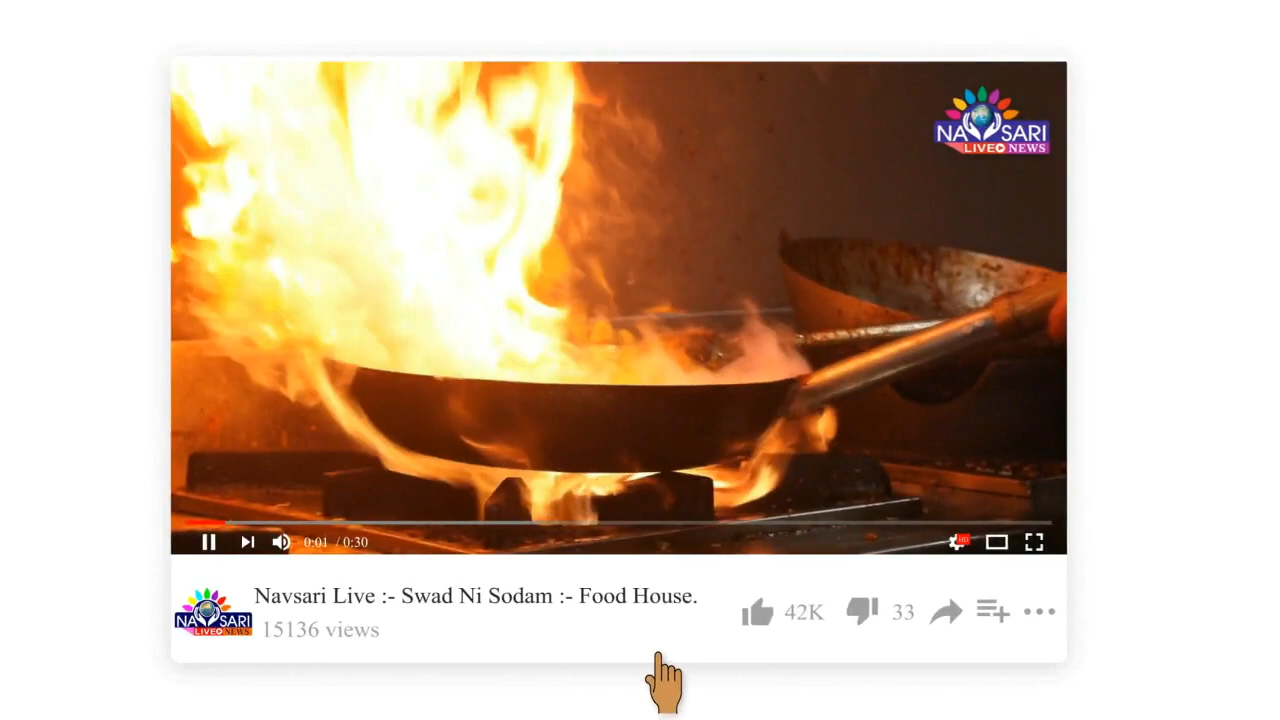 NAVSARI
LIVE NEWS
0:01 / 0:30
HD
NAVSARI
LIVE NEWS
Navsari Live :- Swad Ni Sodam :- Food House.
15136 views
42K
33